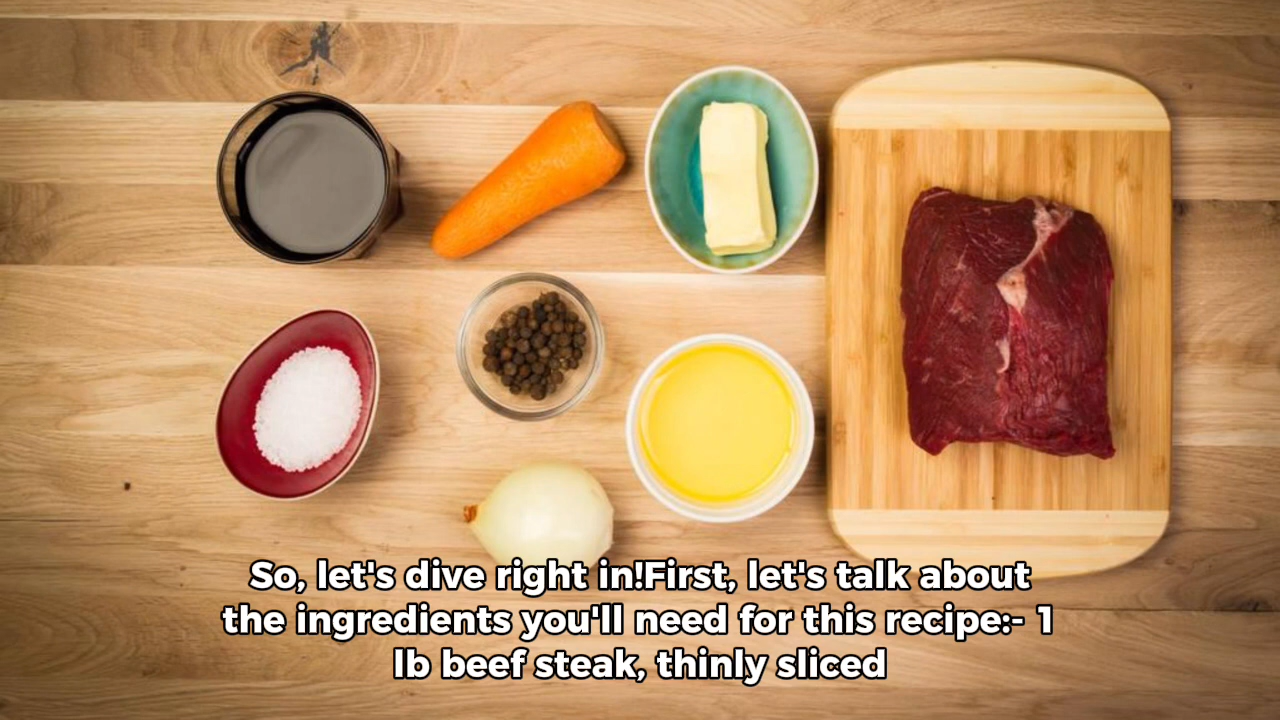 So, let's dive right in!First, let's talk about
the ingredients you'll need for this recipe:- 1
lb beef steak, thinly sliced